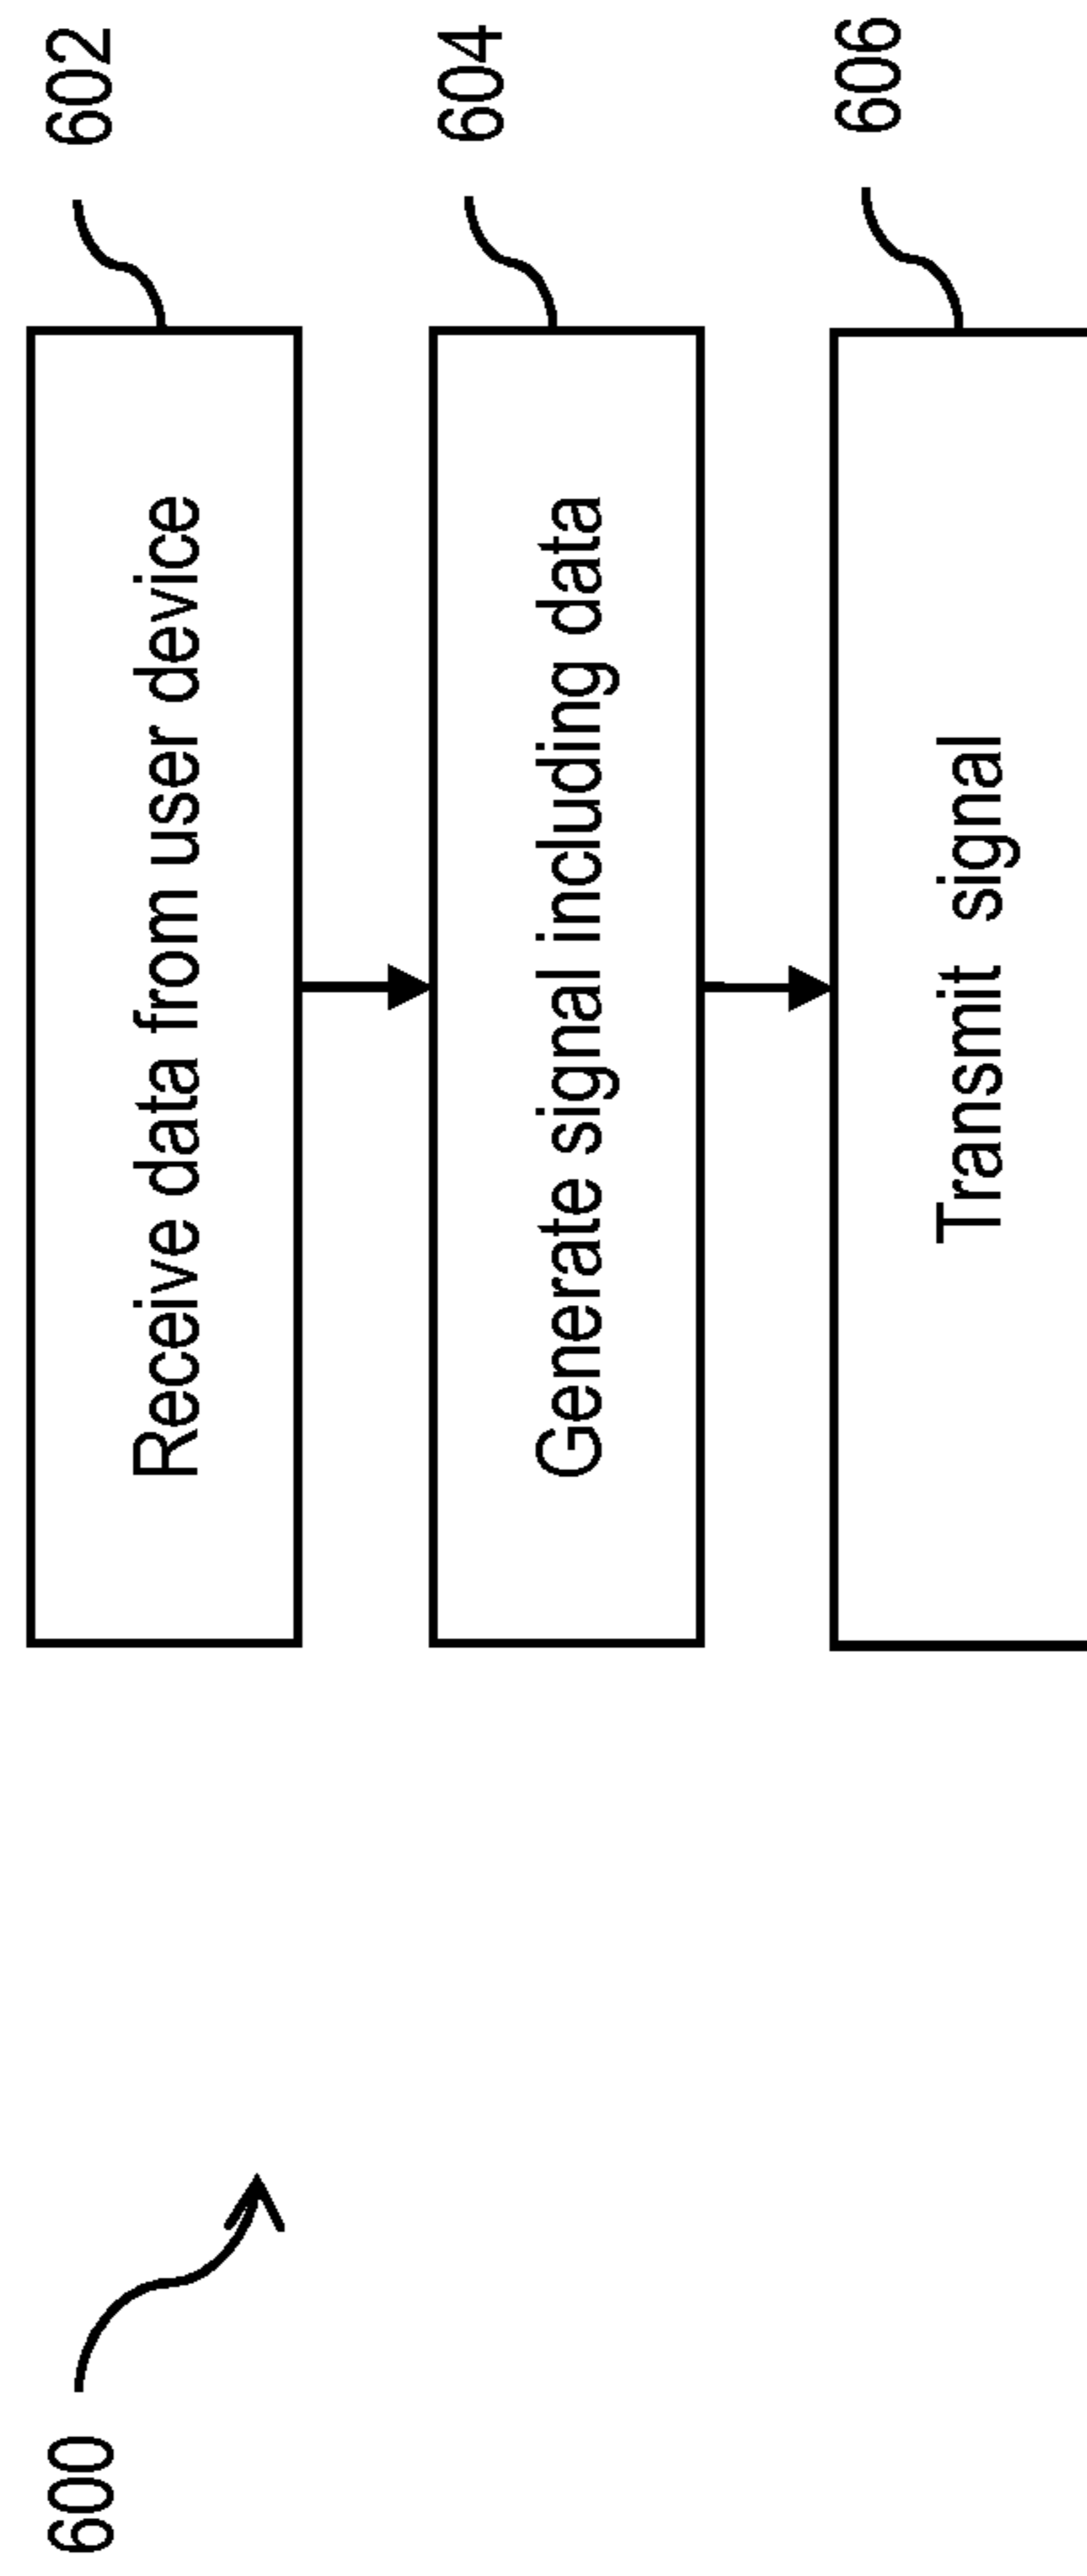 600
602
Receive data from user device
604
Generate signal including data
606
Transmit signal